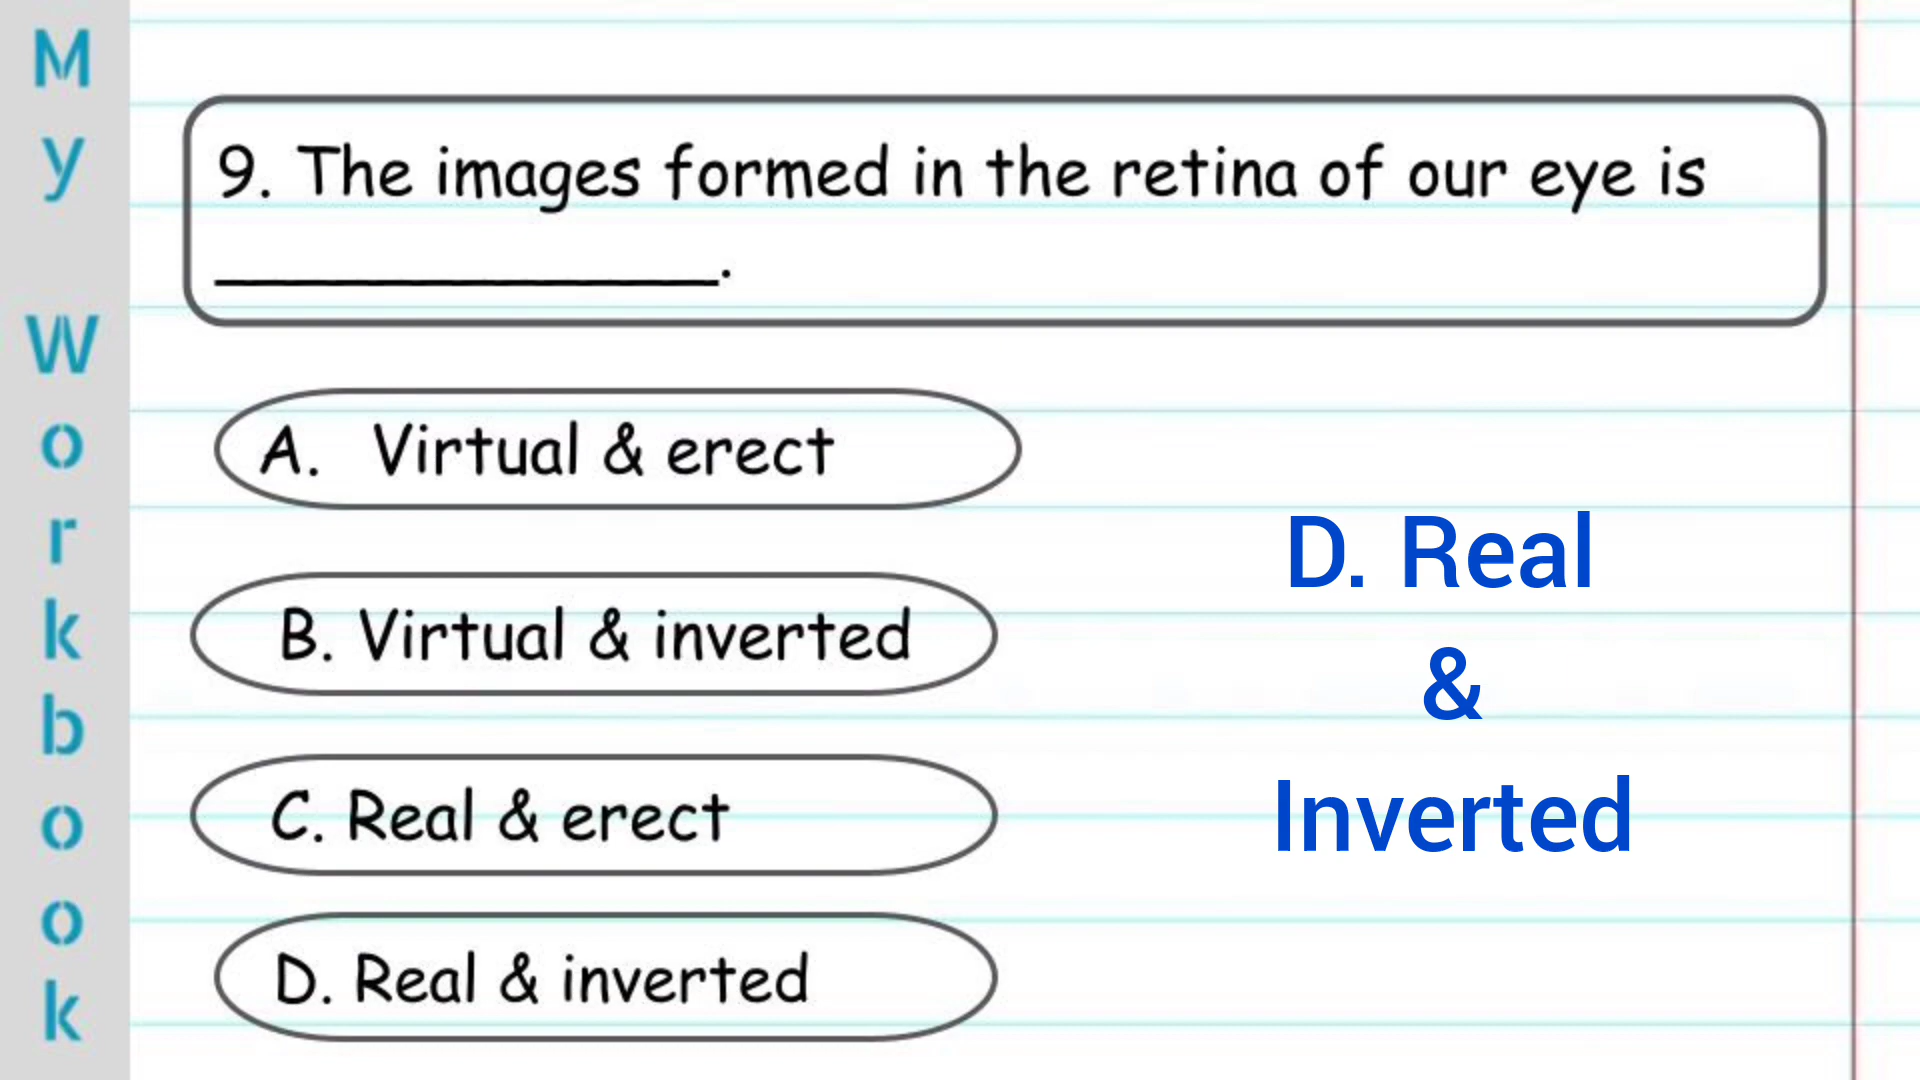 My Workbook
9. The images formed in the retina of our eye is
____________.
A. Virtual & erect
B. Virtual & inverted
C. Real & erect
D. Real & inverted
D. Real
&
Inverted